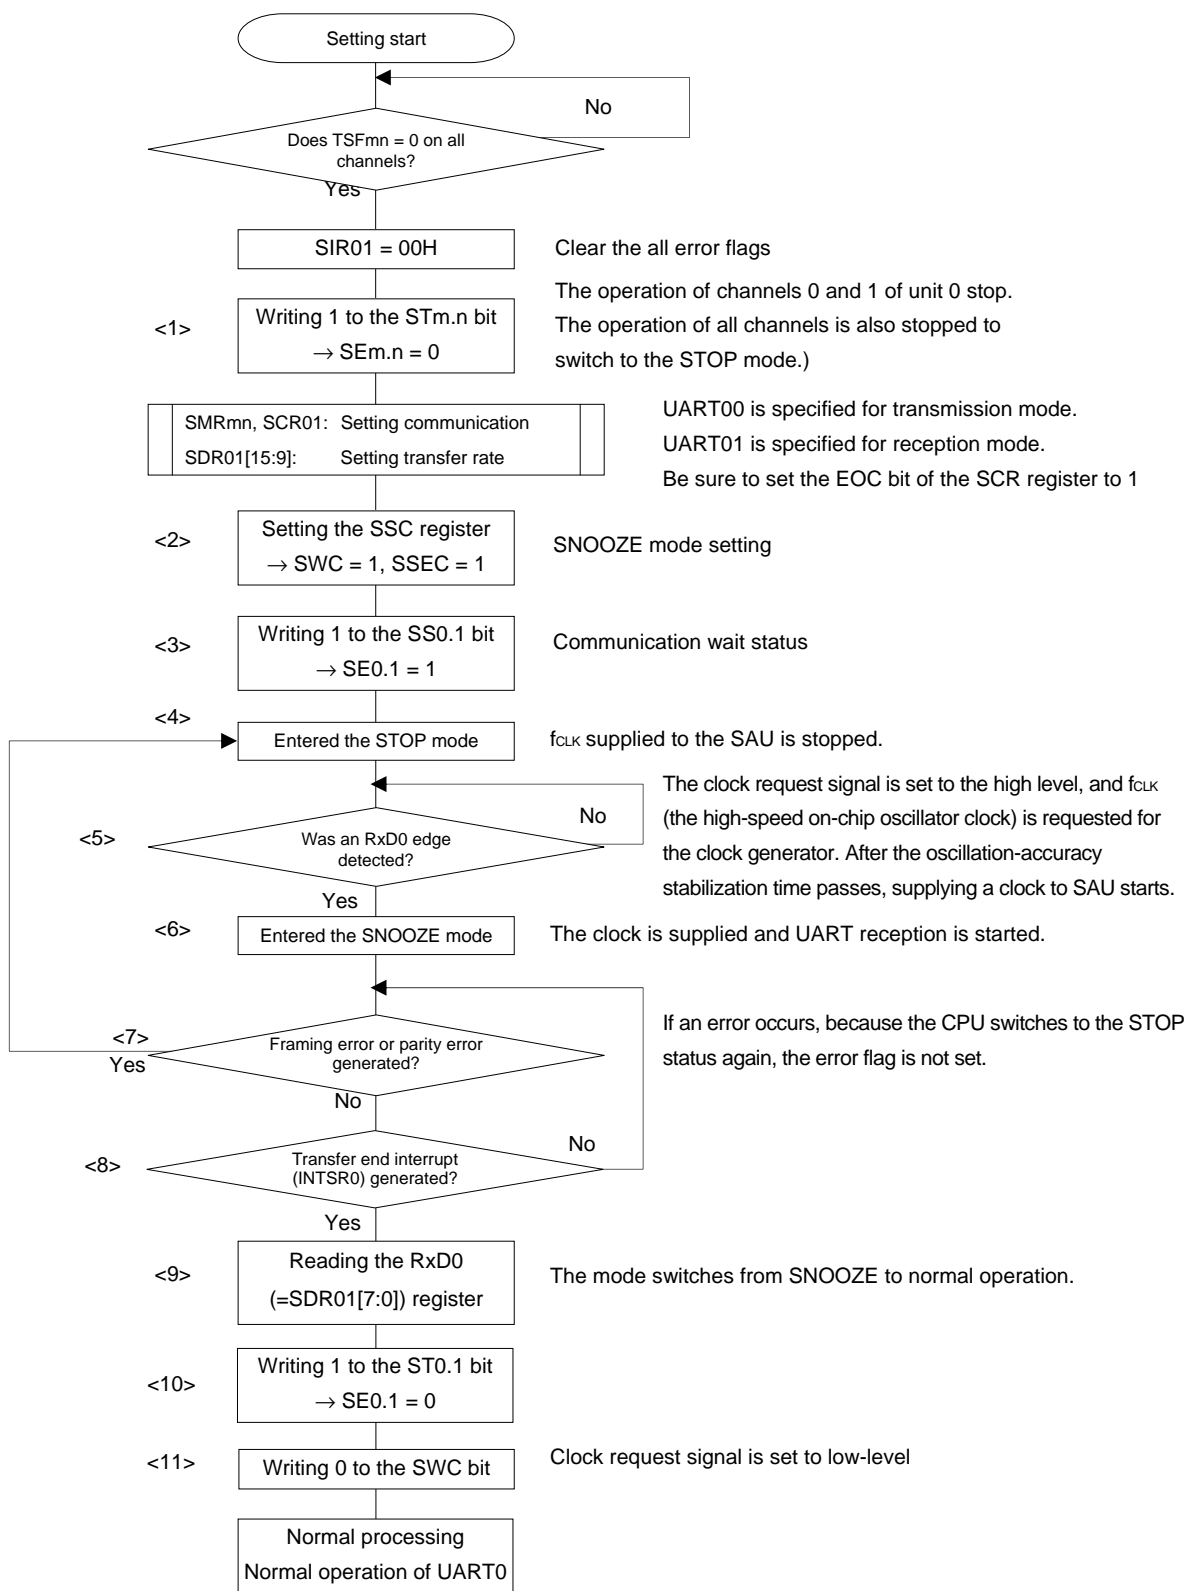 Setting start
No
Does TSFmn = 0 on all
channels?
Yes
SIR01 = 00H
Clear the all error flags
<1>
Writing 1 to the STm.n bit
→ SEm.n = 0
The operation of channels 0 and 1 of unit 0 stop.
The operation of all channels is also stopped to
switch to the STOP mode.)
SMRmn, SCR01: Setting communication
SDR01[15:9]: Setting transfer rate
UART00 is specified for transmission mode.
UART01 is specified for reception mode.
Be sure to set the EOC bit of the SCR register to 1
<2>
Setting the SSC register
→ SWC = 1, SSEC = 1
SNOOZE mode setting
<3>
Writing 1 to the SS0.1 bit
→ SE0.1 = 1
Communication wait status
<4>
Entered the STOP mode
fCLK supplied to the SAU is stopped.
<5>
Was an RxD0 edge
detected?
No
Yes
The clock request signal is set to the high level, and fCLK
(the high-speed on-chip oscillator clock) is requested for
the clock generator. After the oscillation-accuracy
stabilization time passes, supplying a clock to SAU starts.
<6>
Entered the SNOOZE mode
The clock is supplied and UART reception is started.
<7>
Yes
Framing error or parity error
generated?
No
If an error occurs, because the CPU switches to the STOP
status again, the error flag is not set.
<8>
Transfer end interrupt
(INTSR0) generated?
No
Yes
<9>
Reading the RxD0
(=SDR01[7:0]) register
The mode switches from SNOOZE to normal operation.
<10>
Writing 1 to the ST0.1 bit
→ SE0.1 = 0
<11>
Writing 0 to the SWC bit
Clock request signal is set to low-level
Normal processing
Normal operation of UART0